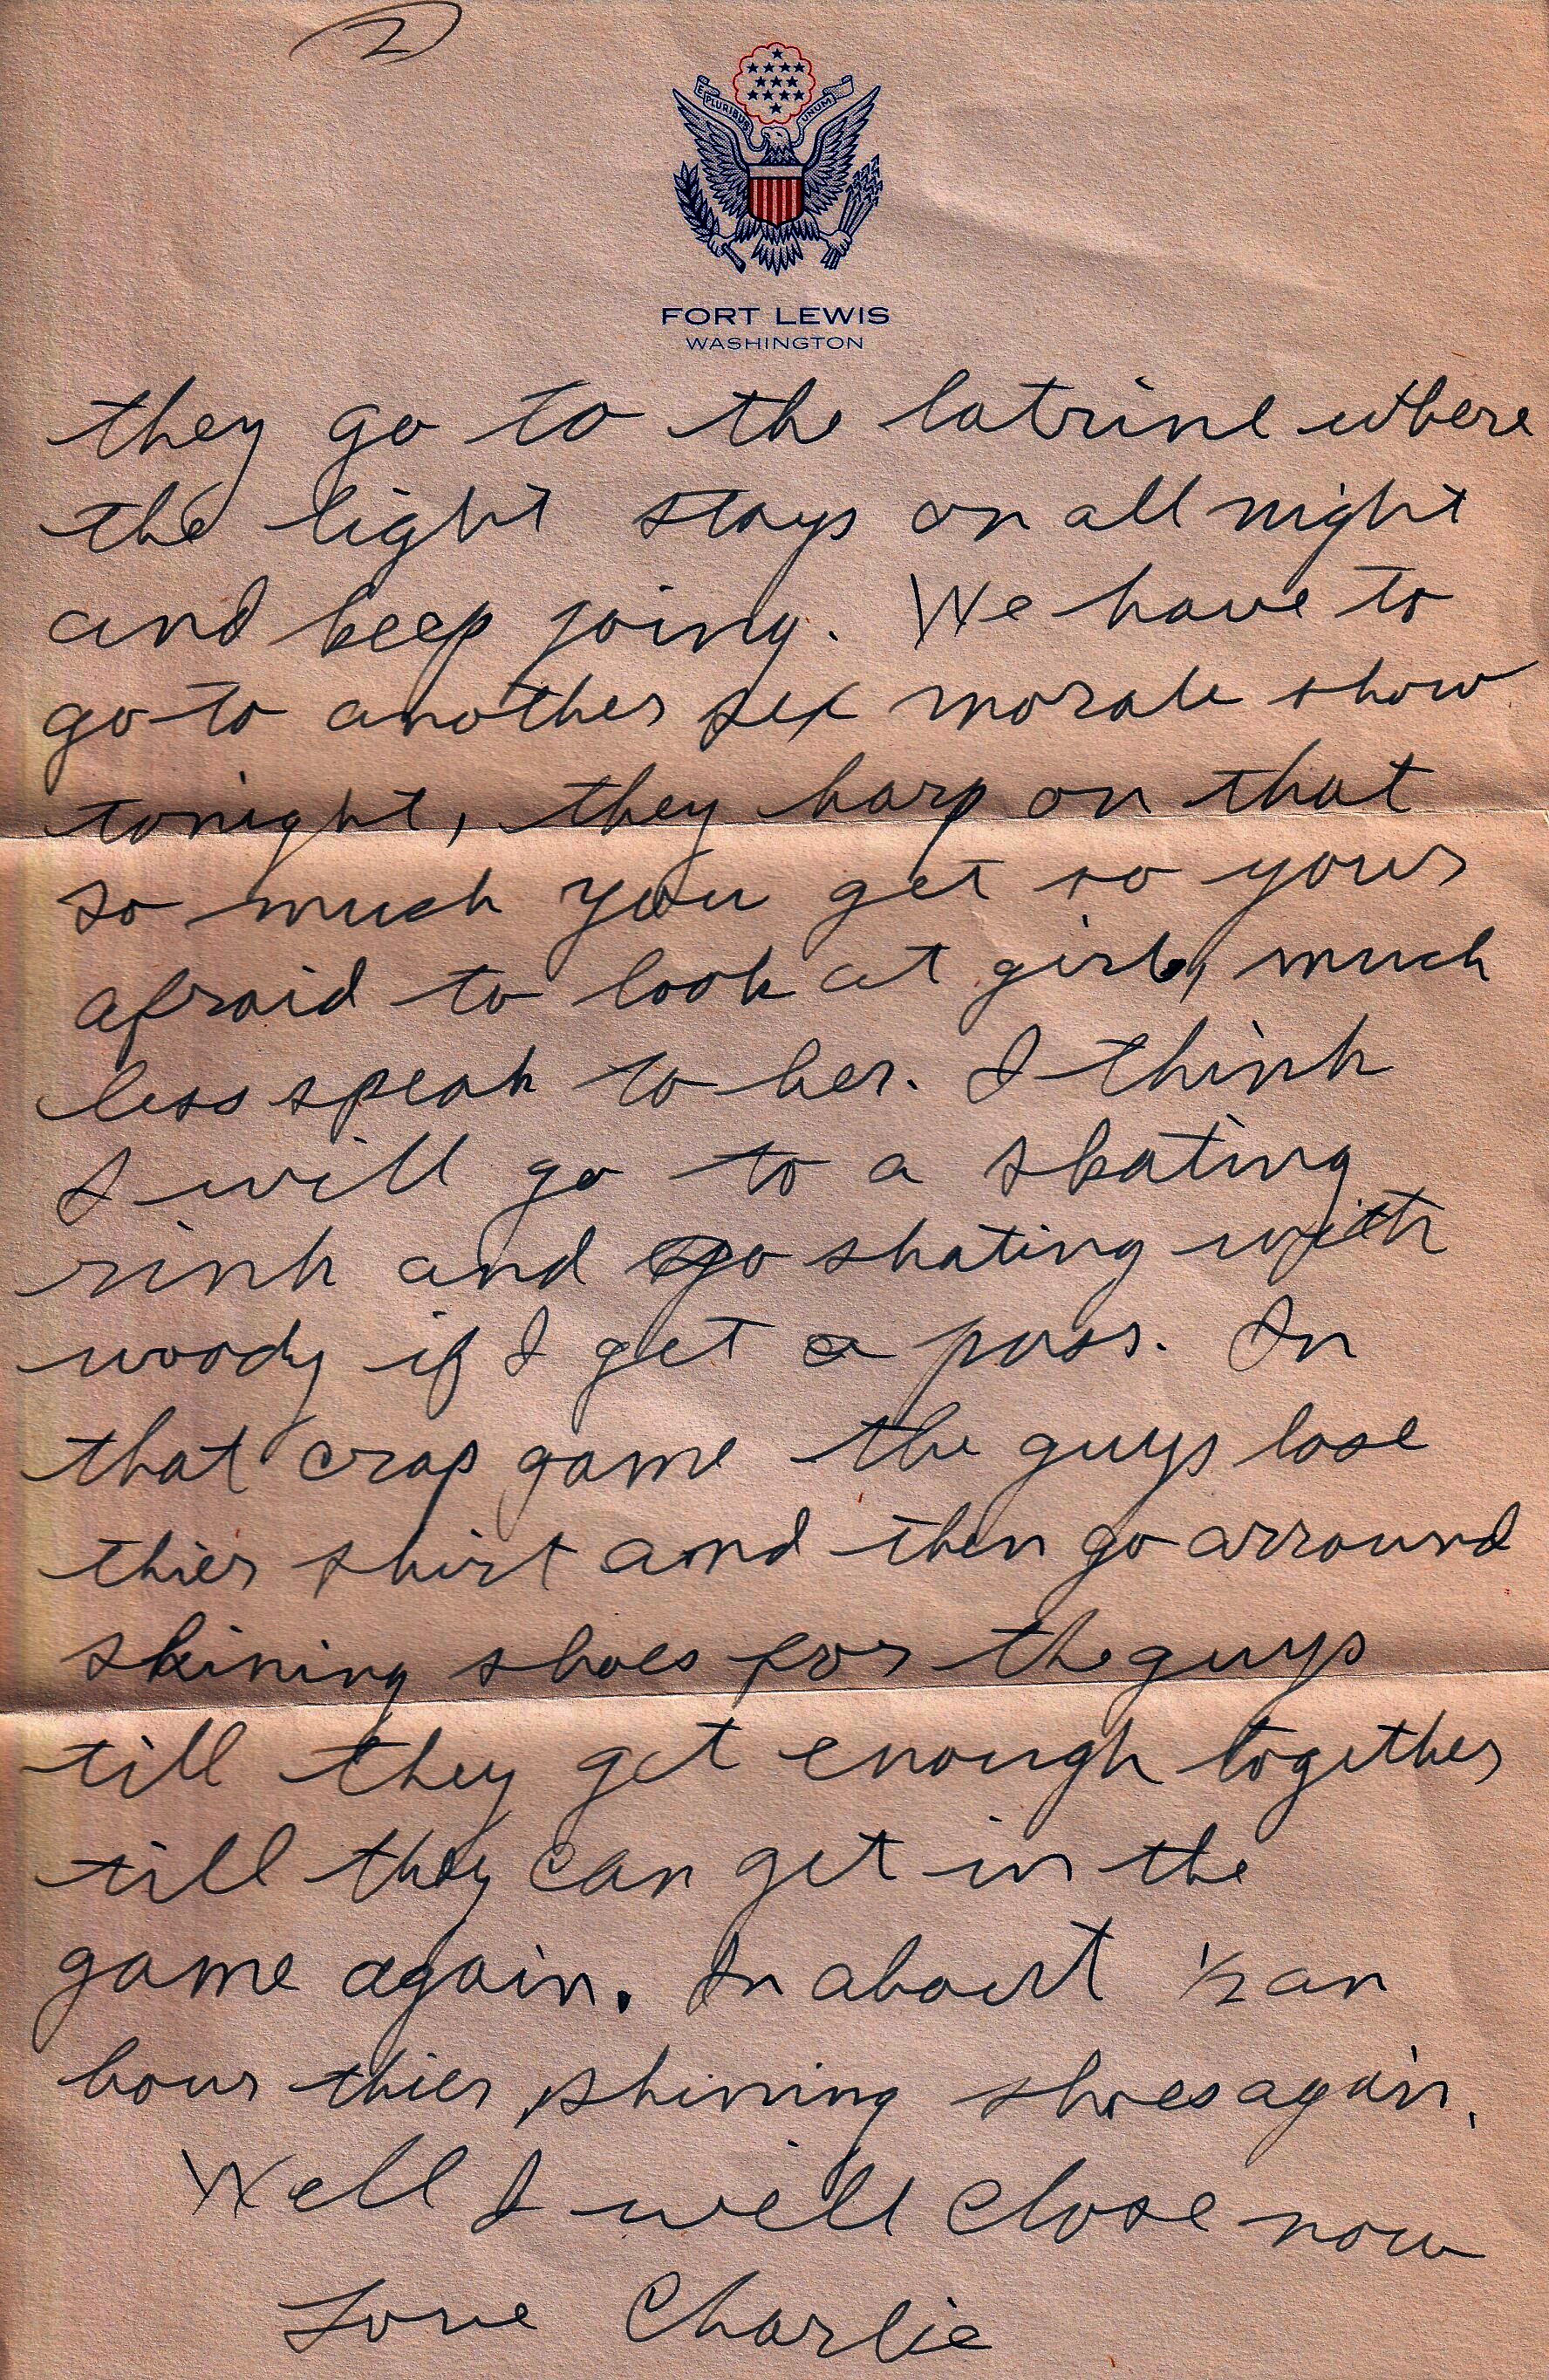 2
E PLURIBUS UNUM
FORT LEWIS
WASHINGTON
they go to the latrine where
the light stays on all night
and keep going. We have to
go to another sex morale show
tonight, they harp on that
so much you get so your
afraid to look at girls, much
less speak to her. I think
I will go to a skating
rink and go skating with
woody if I get a pass. In
that crap game the guys lose
thier shirt and then go arround
shining shoes for the guys
till they get enough together
till they can get in the
game again. In about 1/2 an
hour thier shining shoes again.
Well I will close now
Love Charlie